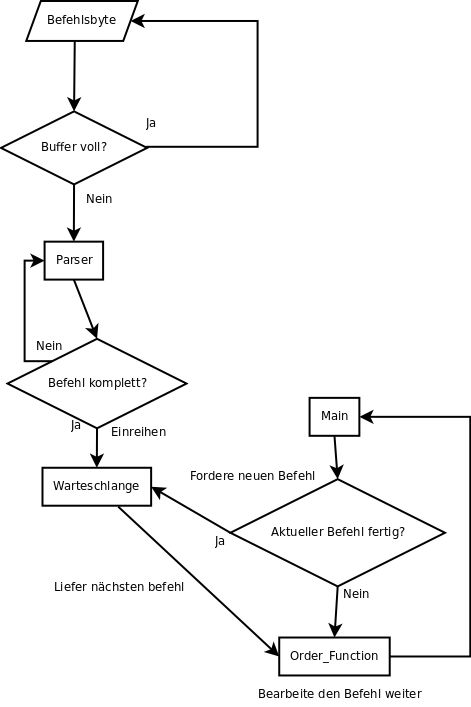 Befehlsbyte
Ja
Buffer voll?
Nein
Parser
Nein
Befehl komplett?
Ja
Einreihen
Main
Fordere neuen Befehl
Warteschlange
Aktueller Befehl fertig?
Ja
Liefer nächsten befehl
Nein
Order_Function
Bearbeite den Befehl weiter